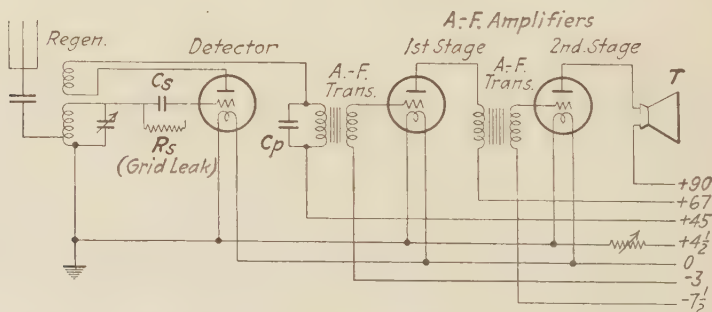 A.-F. Amplifiers
Regen.
Detector
1st Stage
2nd. Stage
A.-F. Trans.
A.-F. Trans.
T
Cs
Rs
(Grid Leak)
Cp
+90
+67
+45
+4½
0
-3
-7½